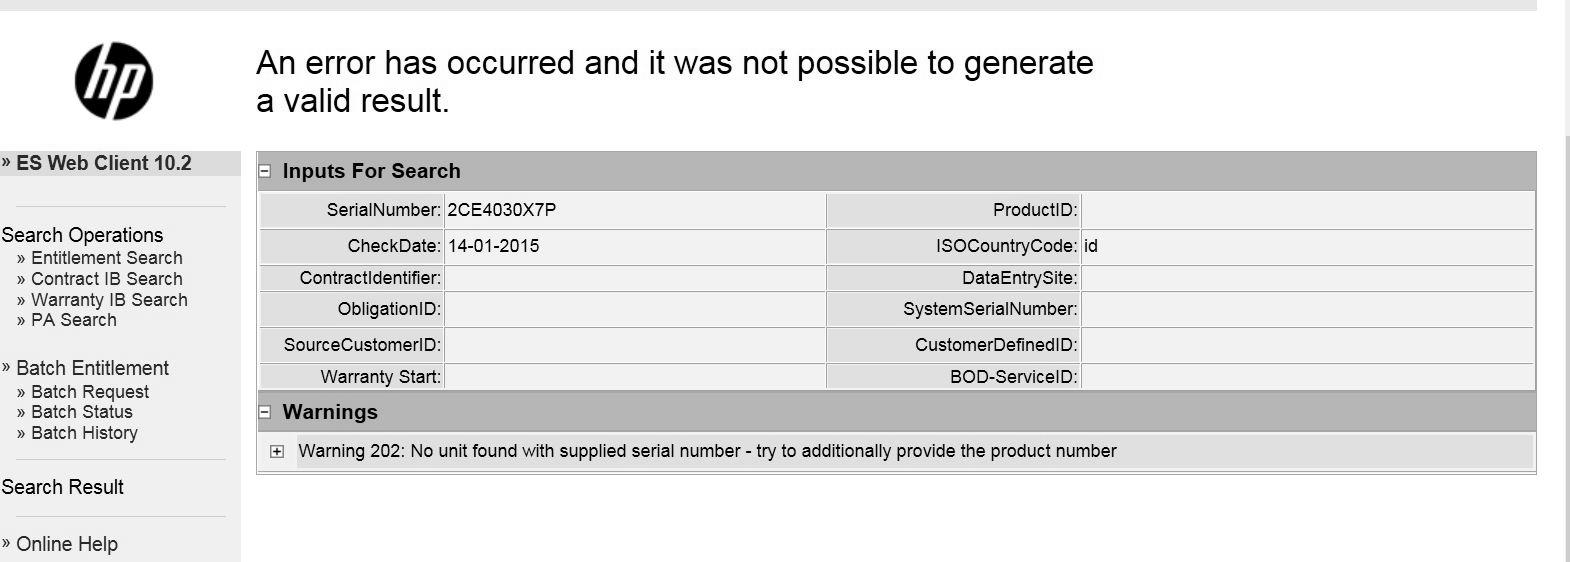 hp
An error has occurred and it was not possible to generate
a valid result.
» ES Web Client 10.2
Search Operations
» Entitlement Search
» Contract IB Search
» Warranty IB Search
» PA Search
» Batch Entitlement
» Batch Request
» Batch Status
» Batch History
Search Result
» Online Help
Inputs For Search
SerialNumber: 2CE4030X7P ProductID:
CheckDate: 14-01-2015 ISOCountryCode: id
ContractIdentifier: DataEntrySite:
ObligationID: SystemSerialNumber:
SourceCustomerID: CustomerDefinedID:
Warranty Start: BOD-ServiceID:
Warnings
Warning 202: No unit found with supplied serial number - try to additionally provide the product number